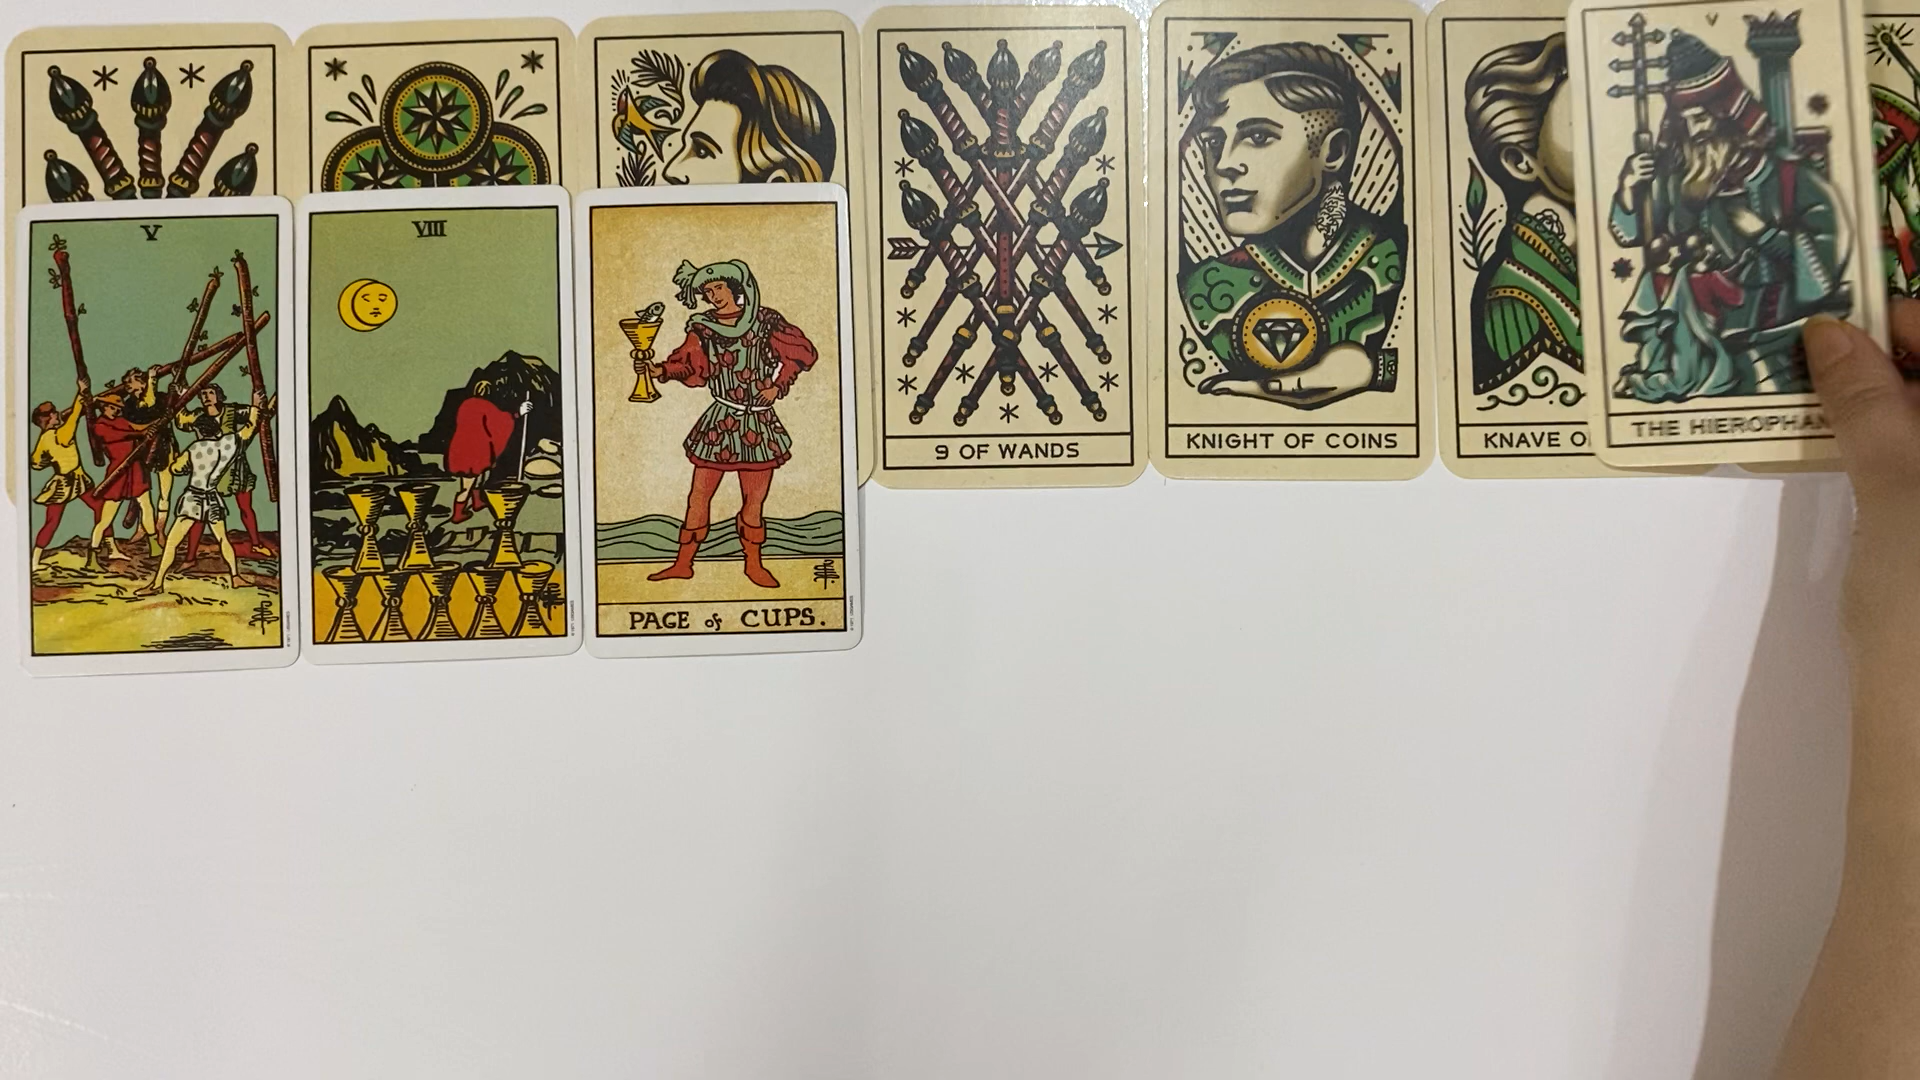 V
V
VIII
9 OF WANDS
KNIGHT OF COINS
KNAVE O
THE HIEROPHAN
PAGE of CUPS.